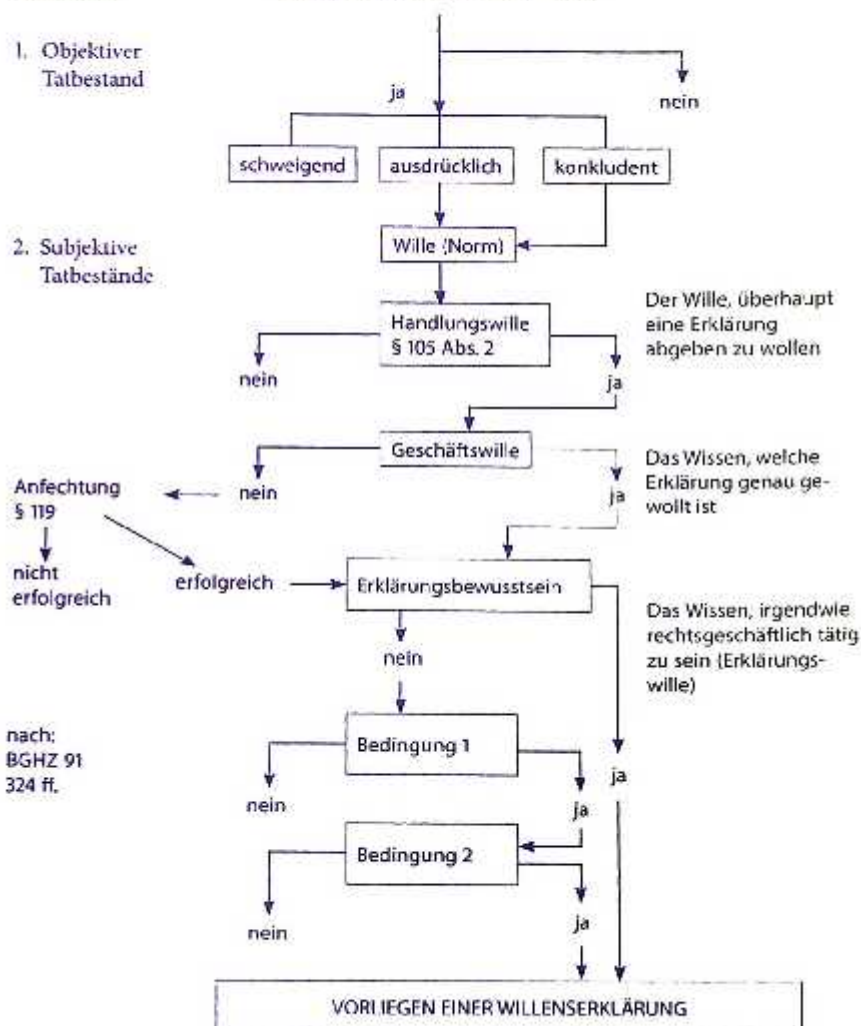 1. Objektiver
Tatbestand
ja
nein
schweigend
ausdrücklich
konkludent
2. Subjektive
Tatbestände
Wille (Norm)
Handlungswille
§ 105 Abs. 2
Der Wille, überhaupt
eine Erklärung
abgeben zu wollen
nein
ja
Geschäftswille
Das Wissen, welche
Erklärung genau ge-
wollt ist
nein
ja
Anfechtung
§ 119
nicht
erfolgreich
erfolgreich
Erklärungsbewusstsein
Das Wissen, irgendwie
rechtsgeschäftlich tätig
zu sein (Erklärungs-
wille)
nein
nach:
BGHZ 91
324 ff.
Bedingung 1
nein
ja
ja
Bedingung 2
nein
ja
VORLIEGEN EINER WILLENSERKLÄRUNG